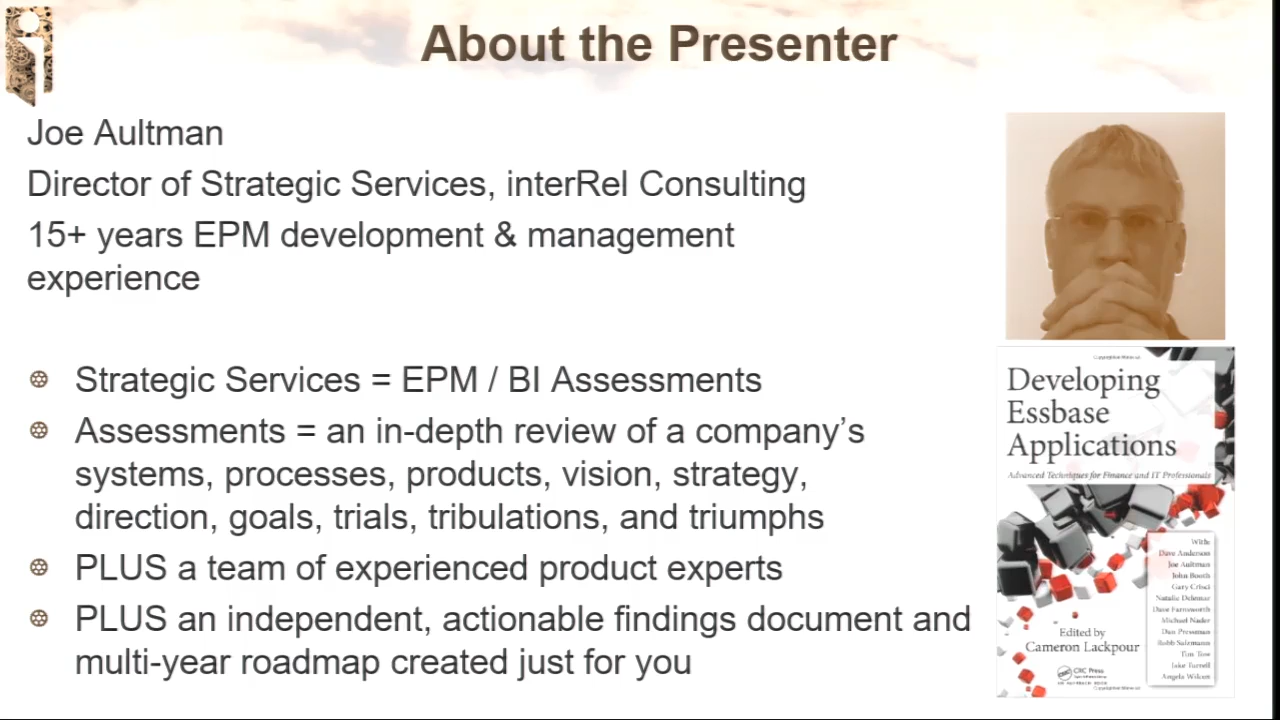 About the Presenter
Joe Aultman
Director of Strategic Services, interRel Consulting
15+ years EPM development & management
experience
Strategic Services = EPM / BI Assessments
Assessments = an in-depth review of a company’s
systems, processes, products, vision, strategy,
direction, goals, trials, tribulations, and triumphs
PLUS a team of experienced product experts
PLUS an independent, actionable findings document and
multi-year roadmap created just for you
Developing
Essbase
Applications
Advanced Techniques for Finance and IT Professionals
With:
Dave Anderson
Joe Aultman
John Booth
Gary Crisci
Natalie Delemar
Dave Farnsworth
Michael Nader
Dan Pressman
Robb Salzmann
Tim Tow
Jake Turrell
Angela Wilcox
Edited by
Cameron Lackpour
CRC Press